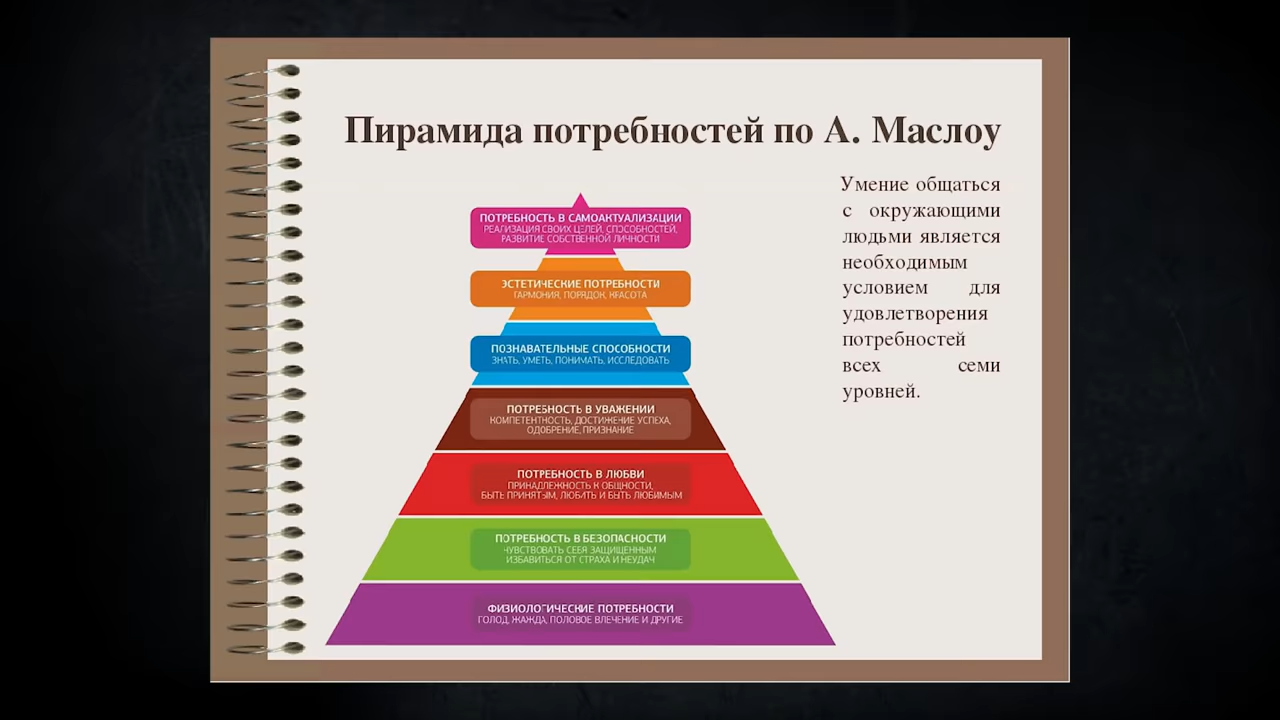 Пирамида потребностей по А. Маслоу
Умение общаться
с окружающими
людьми является
необходимым
условием для
удовлетворения
потребностей
всех семи
уровней.
ПОТРЕБНОСТЬ В САМОАКТУАЛИЗАЦИИ
РЕАЛИЗАЦИЯ СВОИХ ЦЕЛЕЙ, СПОСОБНОСТЕЙ,
РАЗВИТИЕ СОБСТВЕННОЙ ЛИЧНОСТИ
ЭСТЕТИЧЕСКИЕ ПОТРЕБНОСТИ
ГАРМОНИЯ, ПОРЯДОК, КРАСОТА
ПОЗНАВАТЕЛЬНЫЕ СПОСОБНОСТИ
ЗНАТЬ, УМЕТЬ, ПОНИМАТЬ, ИССЛЕДОВАТЬ
ПОТРЕБНОСТЬ В УВАЖЕНИИ
КОМПЕТЕНТНОСТЬ, ДОСТИЖЕНИЕ УСПЕХА,
ОДОБРЕНИЕ, ПРИЗНАНИЕ
ПОТРЕБНОСТЬ В ЛЮБВИ
ПРИНАДЛЕЖНОСТЬ К ОБЩНОСТИ,
БЫТЬ ПРИНЯТЫМ, ЛЮБИТЬ И БЫТЬ ЛЮБИМЫМ
ПОТРЕБНОСТЬ В БЕЗОПАСНОСТИ
ЧУВСТВОВАТЬ СЕБЯ ЗАЩИЩЕННЫМ
ИЗБАВИТЬСЯ ОТ СТРАХА И НЕУДАЧ
ФИЗИОЛОГИЧЕСКИЕ ПОТРЕБНОСТИ
ГОЛОД, ЖАЖДА, ПОЛОВОЕ ВЛЕЧЕНИЕ И ДРУГИЕ